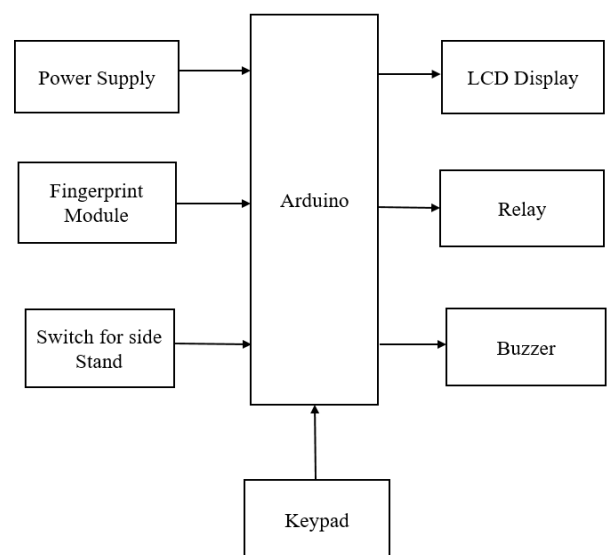 Power Supply
LCD Display
Fingerprint
Module
Arduino
Relay
Switch for side
Stand
Buzzer
Keypad